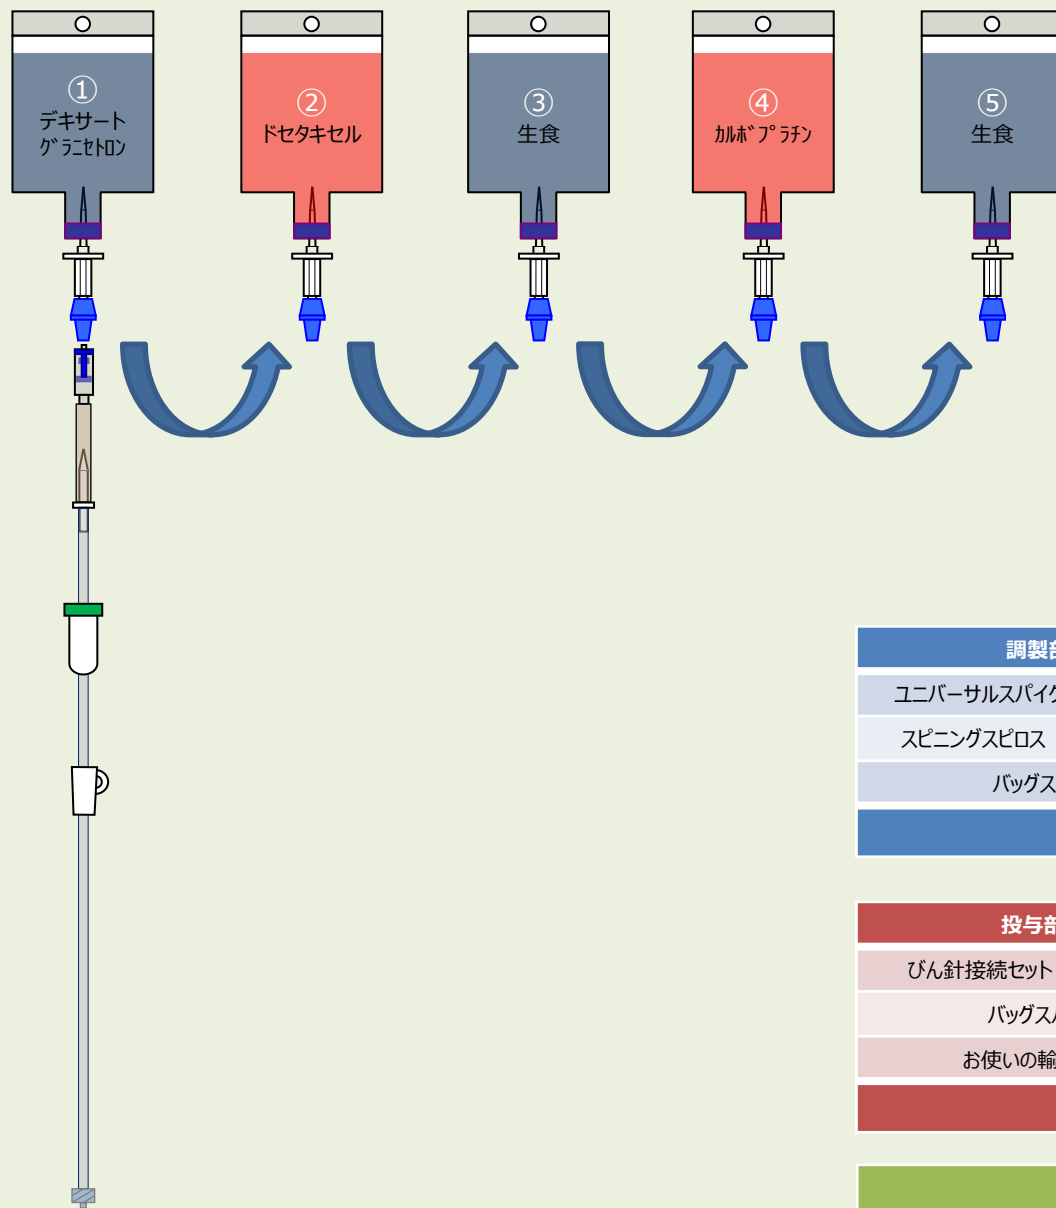 ①
デキサート
グラニセトロン
②
ドセタキセル
③
生食
④
カルボプラチン
⑤
生食
調製部
ユニバーサルスパイク
スピニングスピロス
バッグス
投与部
びん針接続セット
バッグス
お使いの輸